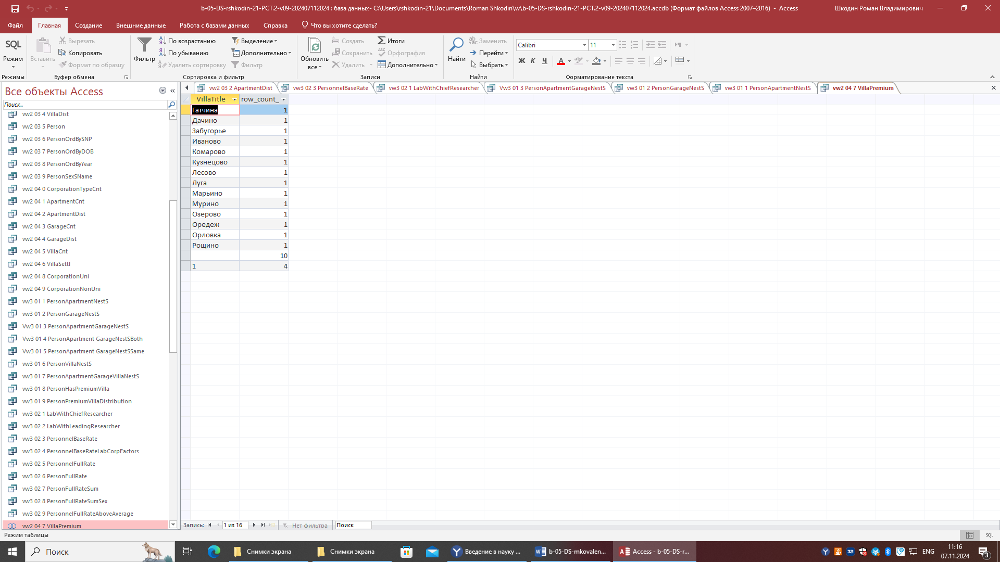 b-05-DS-rshkodin-21-PCT.2-v09-202407112024 : база данных- C:\Users\rshkodin-21\Documents\Roman Shkodin\w\b-05-DS-rshkodin-21-PCT.2-v09-202407112024.accdb (Формат файлов Access 2007–2016) - Access
Шкодин Роман Владимирович
Файл Главная Создание Внешние данные Работа с базами данных Справка Что вы хотите сделать?
SQL
Режим
Режимы
Вставить
Вырезать
Копировать
Формат по образцу
Буфер обмена
Фильтр
По возрастанию
По убыванию
Удалить сортировку
Выделение
Дополнительно
Фильтр
Сортировка и фильтр
Обновить
все
Создать
Сохранить
Удалить
Итоги
Орфография
Дополнительно
Записи
Найти
Заменить
Перейти
Выбрать
Найти
Calibri 11
Ж К Ч
Форматирование текста
Все объекты Access
Поиск...
vw2 03 4 VillaDist
vw2 03 5 Person
vw2 03 6 PersonOrdBySNP
vw2 03 7 PersonOrdByDOB
vw2 03 8 PersonOrdByYear
vw2 03 9 PersonSexSName
vw2 04 0 CorporationTypeCnt
vw2 04 1 ApartmentCnt
vw2 04 2 ApartmentDist
vw2 04 3 GarageCnt
vw2 04 4 GarageDist
vw2 04 5 VillaCnt
vw2 04 6 VillaSettl
vw2 04 8 CorporationUni
vw2 04 9 CorporationNonUni
vw3 01 1 PersonApartmentNestS
vw3 01 2 PersonGarageNestS
Vw3 01 3 PersonApartmentGarageNestS
Vw3 01 4 PersonApartment GarageNestSBoth
Vw3 01 5 PersonApartment GarageNestSSame
vw3 01 6 PersonVillaNestS
vw3 01 7 PersonApartmentGarageVillaNestS
vw3 01 8 PersonHasPremiumVilla
vw3 01 9 PersonPremiumVillaDistribution
vw3 02 1 LabWithChiefResearcher
vw3 02 2 LabWithLeadingResearcher
vw3 02 3 PersonnelBaseRate
vw3 02 4 PersonnelBaseRateLabCorpFactors
vw3 02 5 PersonnelFullRate
vw3 02 6 PersonFullRate
vw3 02 7 PersonFullRateSum
vw3 02 8 PersonFullRateSumSex
vw3 02 9 PersonnelFullRateAboveAverage
vw2 04 7 VillaPremium
vw2 03 2 ApartmentDist
vw3 02 3 PersonnelBaseRate
vw3 02 1 LabWithChiefResearcher
Vw3 01 3 PersonApartmentGarageNestS
vw3 01 2 PersonGarageNestS
vw3 01 1 PersonApartmentNestS
vw2 04 7 VillaPremium
VillaTitle row_count_
Гатчина 1
Дачино 1
Забугорье 1
Иваново 1
Комарово 1
Кузнецово 1
Лесово 1
Луга 1
Марьино 1
Мурино 1
Озерово 1
Оредеж 1
Орловка 1
Рощино 1
10
1 4
Запись: 1 из 16 Нет фильтра Поиск
Режим таблицы
SQL
Поиск
Снимки экрана
Снимки экрана
Введение в науку ...
b-05-DS-mkovalen...
Access - b-05-DS-r...
32
ENG
11:16
07.11.2024
3